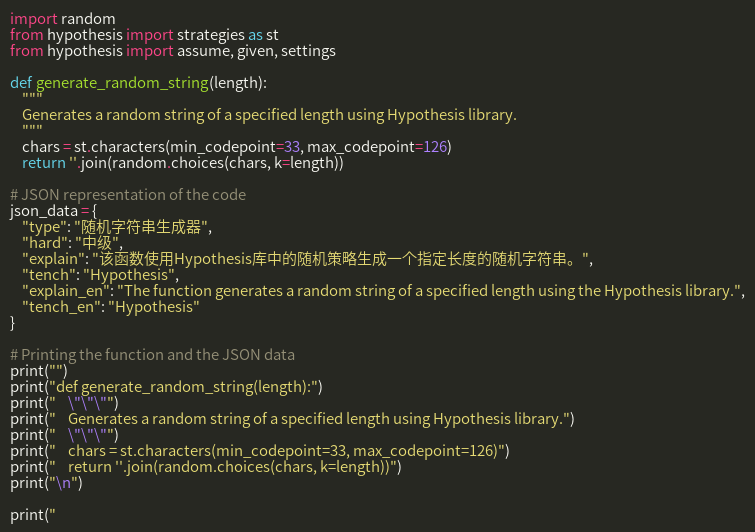 import random
from hypothesis import strategies as st
from hypothesis import assume, given, settings

def generate_random_string(length):
    """
    Generates a random string of a specified length using Hypothesis library.
    """
    chars = st.characters(min_codepoint=33, max_codepoint=126)
    return ''.join(random.choices(chars, k=length))

# JSON representation of the code
json_data = {
    "type": "随机字符串生成器",
    "hard": "中级",
    "explain": "该函数使用Hypothesis库中的随机策略生成一个指定长度的随机字符串。",
    "tench": "Hypothesis",
    "explain_en": "The function generates a random string of a specified length using the Hypothesis library.",
    "tench_en": "Hypothesis"
}

# Printing the function and the JSON data
print("")
print("def generate_random_string(length):")
print("    \"\"\"")
print("    Generates a random string of a specified length using Hypothesis library.")
print("    \"\"\"")
print("    chars = st.characters(min_codepoint=33, max_codepoint=126)")
print("    return ''.join(random.choices(chars, k=length))")
print("\n")

print("